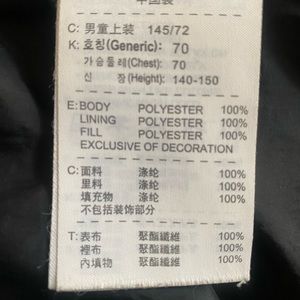 中国製
C: 男童上装 145/72
K: 호칭(Generic): 70
가슴둘레(Chest): 70
신 장(Height): 140-150
E: BODY POLYESTER 100%
LINING POLYESTER 100%
FILL POLYESTER 100%
EXCLUSIVE OF DECORATION
C: 面料 涤纶 100%
里料 涤纶 100%
填充物 涤纶 100%
不包括装饰部分
T: 表布 聚酯纖維 100%
裡布 聚酯纖維 100%
內填物 聚酯纖維 100%